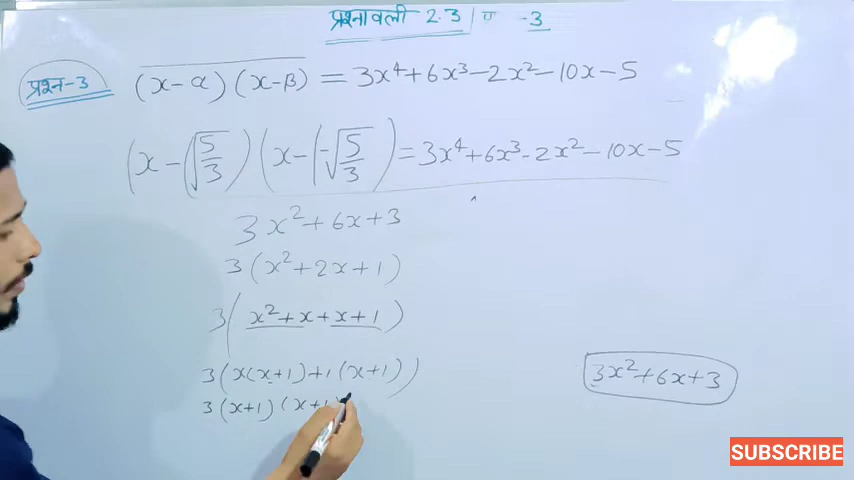 प्रश्नावली 2.3 -3
प्रश्न-3 (x-α)(x-β) = 3x⁴+6x³-2x²-10x-5
(x-(√5/3)(x-(-√5/3) = 3x⁴+6x³-2x²-10x-5
3x²+6x+3
3(x²+2x+1)
3(x²+x+x+1)
3(x(x+1)+1(x+1))
3(x+1)(x+1)
3x²+6x+3
SUBSCRIBE